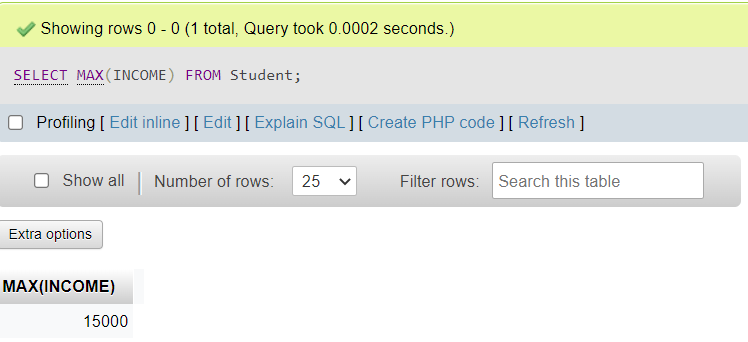 Showing rows 0 - 0 (1 total, Query took 0.0002 seconds.)
SELECT MAX(INCOME) FROM Student;
Profiling [ Edit inline ] [ Edit ] [ Explain SQL ] [ Create PHP code ] [ Refresh ]
Show all | Number of rows: 25 Filter rows: Search this table
Extra options
MAX(INCOME)
15000